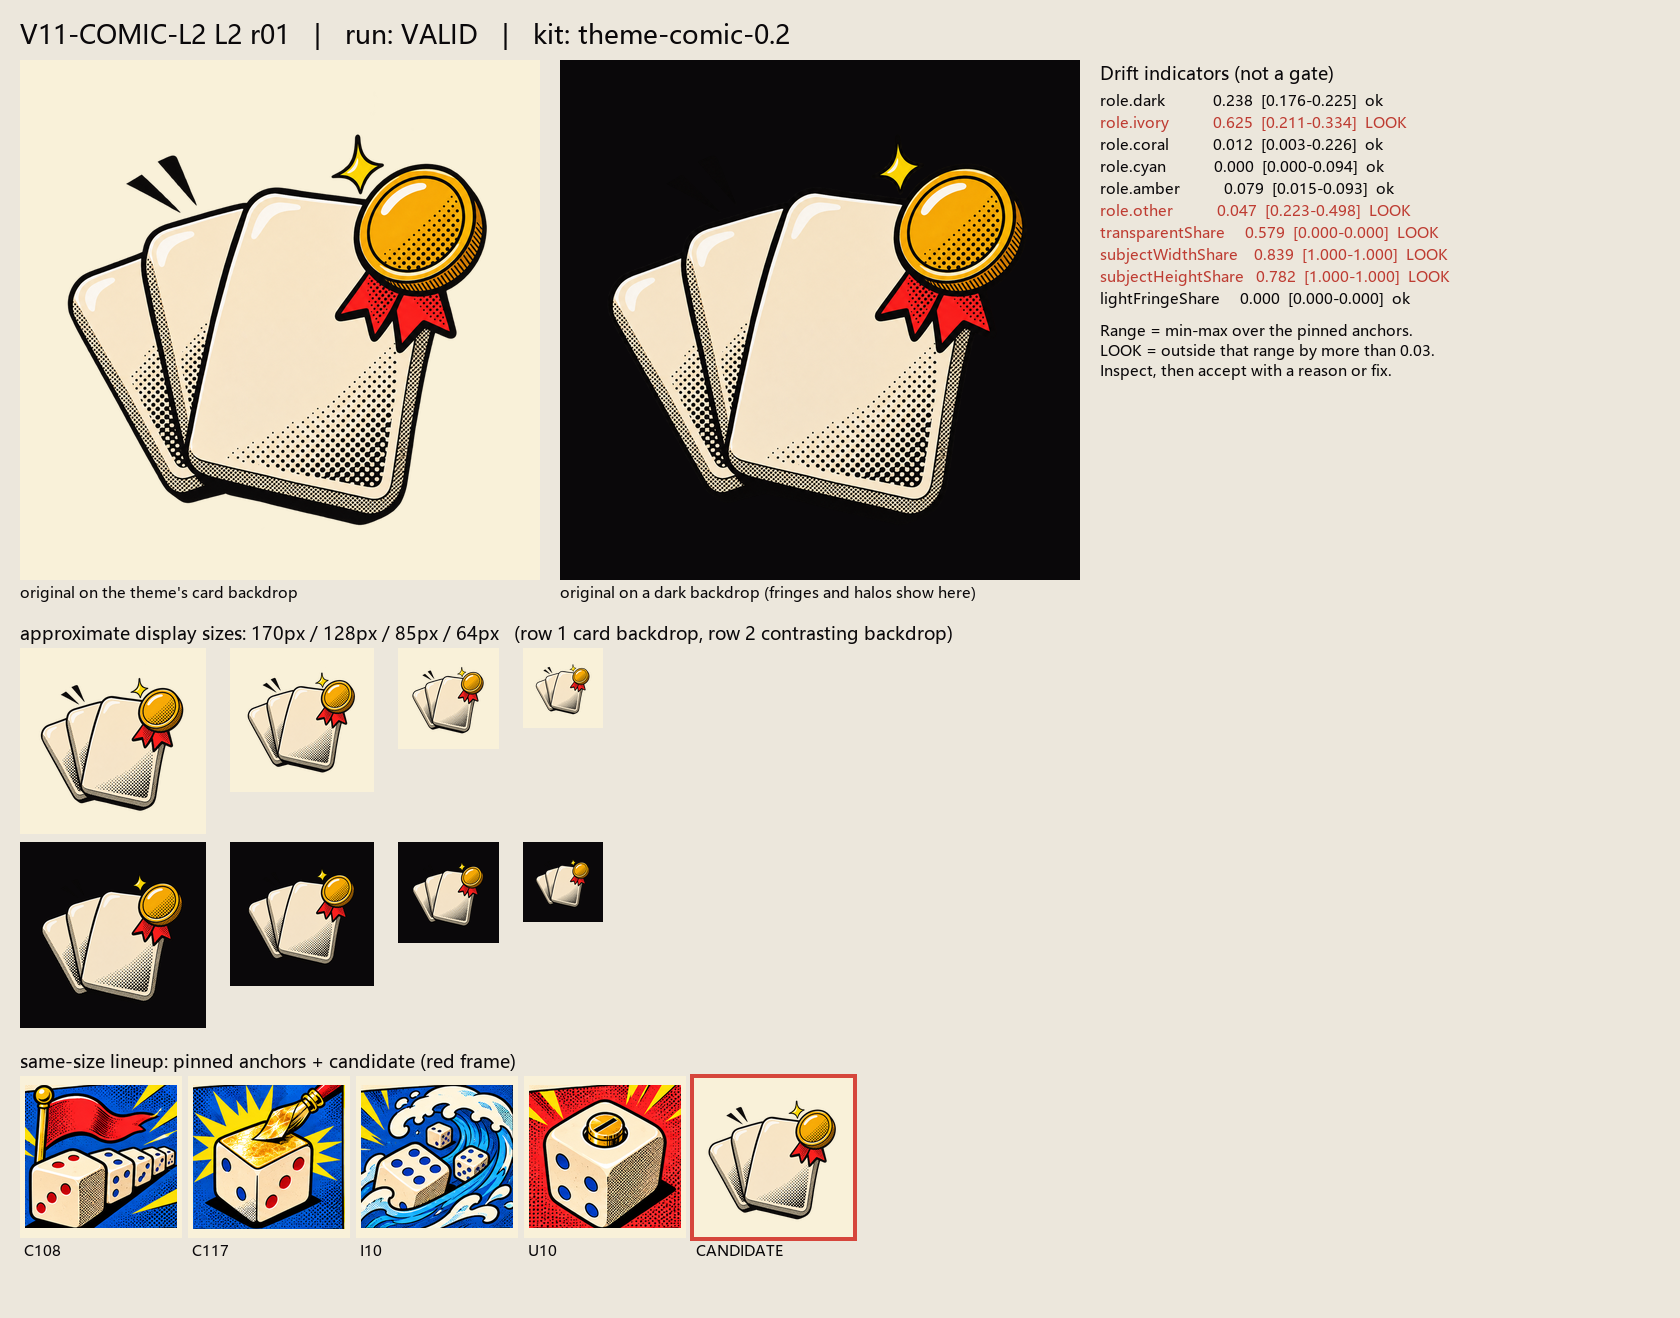 V11-COMIC-L2 L2 r01 | run: VALID | kit: theme-comic-0.2
Drift indicators (not a gate)
role.dark 0.238 [0.176-0.225] ok
role.ivory 0.625 [0.211-0.334] LOOK
role.coral 0.012 [0.003-0.226] ok
role.cyan 0.000 [0.000-0.094] ok
role.amber 0.079 [0.015-0.093] ok
role.other 0.047 [0.223-0.498] LOOK
transparentShare 0.579 [0.000-0.000] LOOK
subjectWidthShare 0.839 [1.000-1.000] LOOK
subjectHeightShare 0.782 [1.000-1.000] LOOK
lightFringeShare 0.000 [0.000-0.000] ok
Range = min-max over the pinned anchors.
LOOK = outside that range by more than 0.03.
Inspect, then accept with a reason or fix.
original on the theme's card backdrop
original on a dark backdrop (fringes and halos show here)
approximate display sizes: 170px / 128px / 85px / 64px (row 1 card backdrop, row 2 contrasting backdrop)
same-size lineup: pinned anchors + candidate (red frame)
C108
C117
I10
U10
CANDIDATE